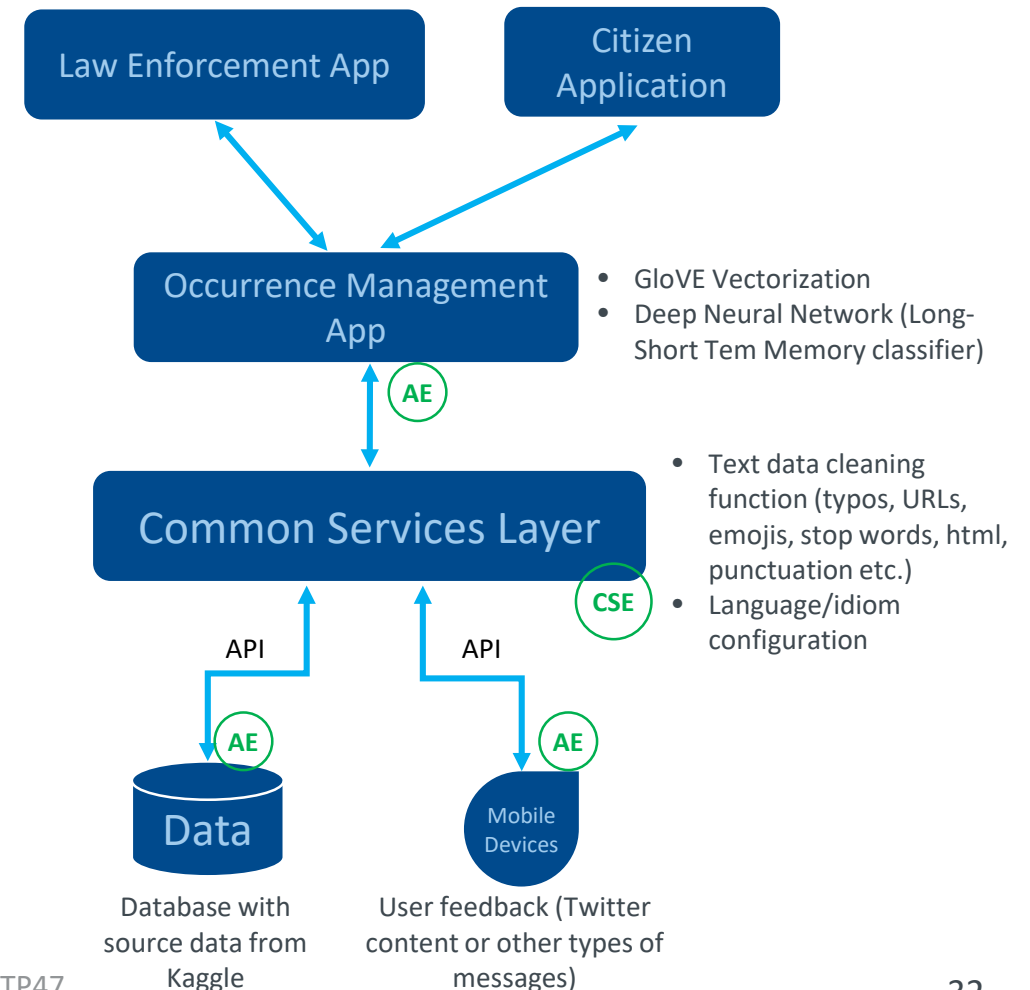 Law Enforcement App
Citizen
Application
Occurrence Management
App
• GloVE Vectorization
• Deep Neural Network (Long-
Short Tem Memory classifier)
AE
Common Services Layer
CSE
• Text data cleaning
function (typos, URLs,
emojis, stop words, html,
punctuation etc.)
• Language/idiom
configuration
API
API
AE
AE
Data
Mobile
Devices
Database with
source data from
Kaggle
User feedback (Twitter
content or other types of
messages)
TP47
32